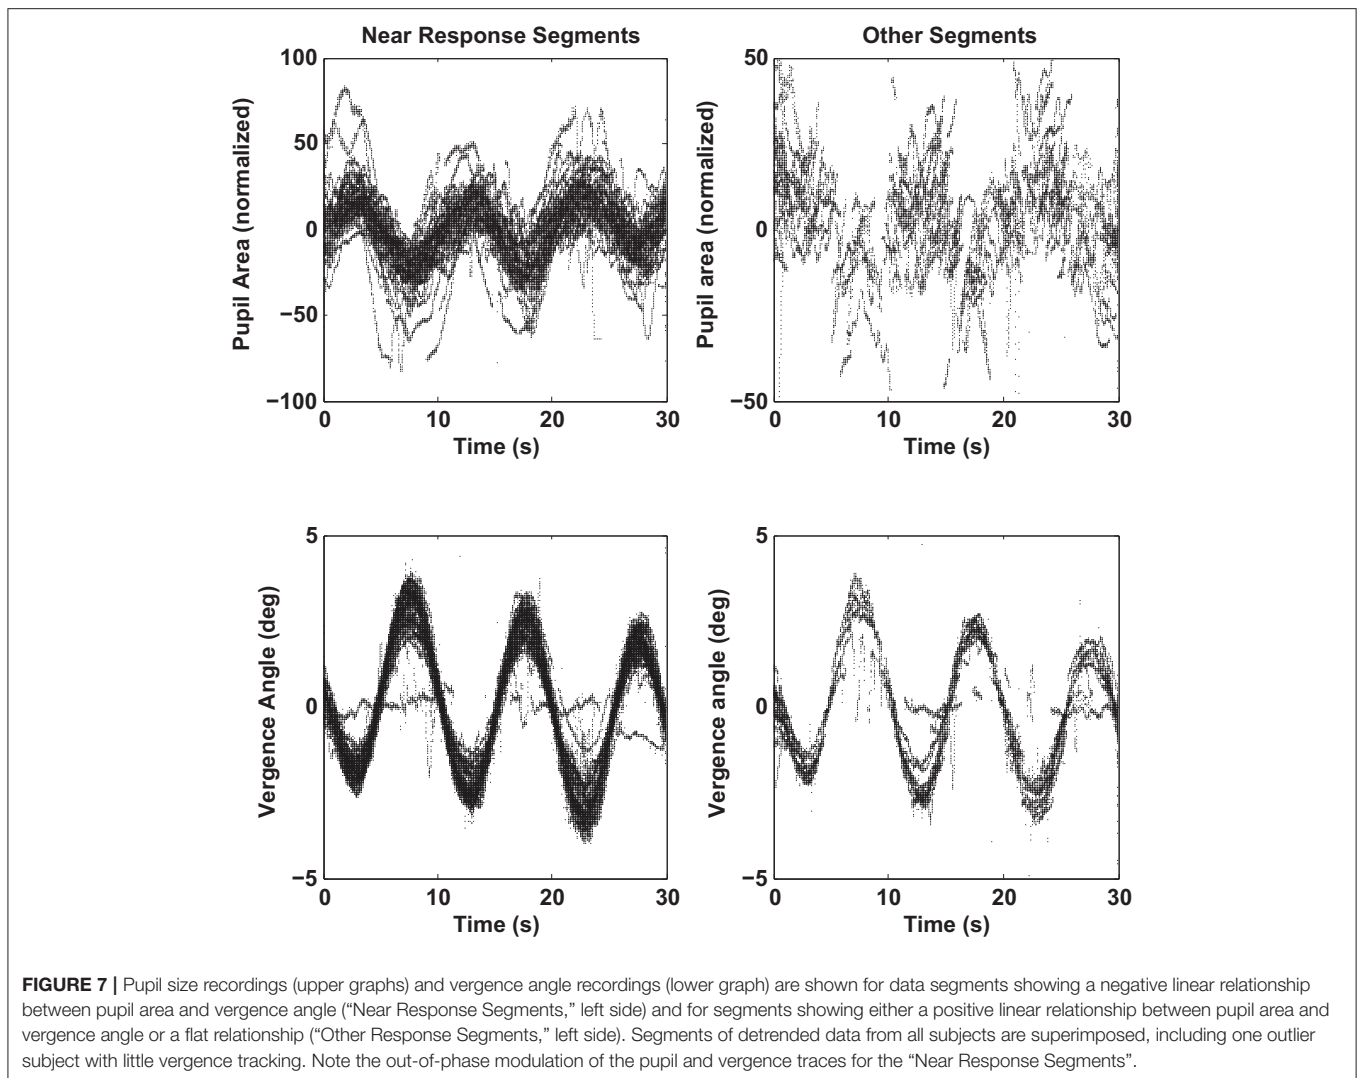 Near Response Segments
Other Segments
100
50
0
−50
−100
Pupil Area (normalized)
0
10
20
30
Time (s)
50
0
−50
Pupil area (normalized)
0
10
20
30
Time (s)
5
0
−5
Vergence Angle (deg)
0
10
20
30
Time (s)
5
0
−5
Vergence angle (deg)
0
10
20
30
Time (s)
FIGURE 7 | Pupil size recordings (upper graphs) and vergence angle recordings (lower graph) are shown for data segments showing a negative linear relationship
between pupil area and vergence angle (“Near Response Segments,” left side) and for segments showing either a positive linear relationship between pupil area and
vergence angle or a flat relationship (“Other Response Segments,” left side). Segments of detrended data from all subjects are superimposed, including one outlier
subject with little vergence tracking. Note the out-of-phase modulation of the pupil and vergence traces for the “Near Response Segments”.